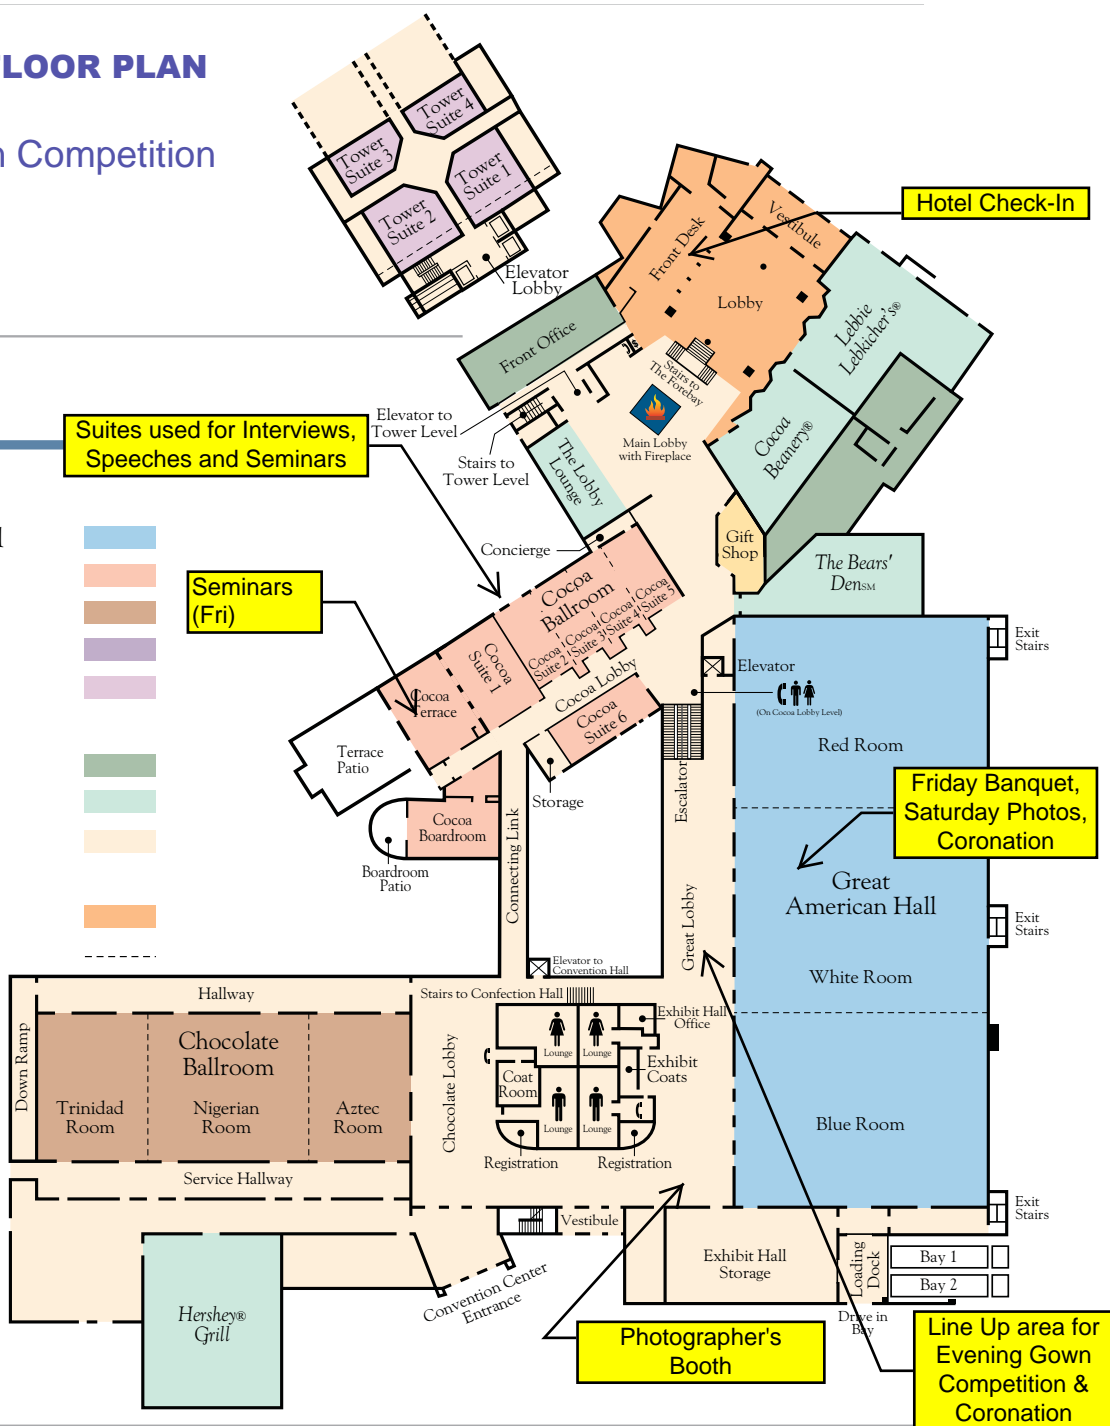 FLOOR PLAN
n Competition
Tower
Suite 4
Tower
Suite 3
Tower
Suite 1
Tower
Suite 2
Elevator
Lobby
Hotel Check-In
Vestibule
Front Desk
Lobby
Lebbie
Lebkicher's®
Front Office
Stairs to
The Forebay
Main Lobby
with Fireplace
Cocoa
Beanery®
Elevator to
Tower Level
Suites used for Interviews,
Speeches and Seminars
Stairs to
Tower Level
The Lobby
Lounge
l
Concierge
Gift
Shop
The Bears'
DenSM
Seminars
(Fri)
Cocoa
Ballroom
Cocoa
Suite 5
Cocoa
Suite 4
Cocoa
Suite 3
Cocoa
Suite 2
Cocoa
Suite 1
Cocoa Lobby
Cocoa
Terrace
Cocoa
Suite 6
Terrace
Patio
Storage
Cocoa
Boardroom
Boardroom
Patio
Connecting Link
Elevator
(On Cocoa Lobby Level)
Exit
Stairs
Red Room
Escalator
Friday Banquet,
Saturday Photos,
Coronation
Great
American Hall
Great Lobby
Exit
Stairs
White Room
Elevator to
Convention Hall
Hallway
Stairs to Confection Hall
Down Ramp
Chocolate
Ballroom
Trinidad
Room
Nigerian
Room
Aztec
Room
Chocolate Lobby
Exhibit Hall
Office
Lounge
Lounge
Coat
Room
Exhibit
Coats
Lounge
Lounge
Registration
Registration
Blue Room
Service Hallway
Vestibule
Exit
Stairs
Exhibit Hall
Storage
Loading
Dock
Bay 1
Bay 2
Convention Center
Entrance
Hershey®
Grill
Drive in
Bay
Photographer's
Booth
Line Up area for
Evening Gown
Competition &
Coronation